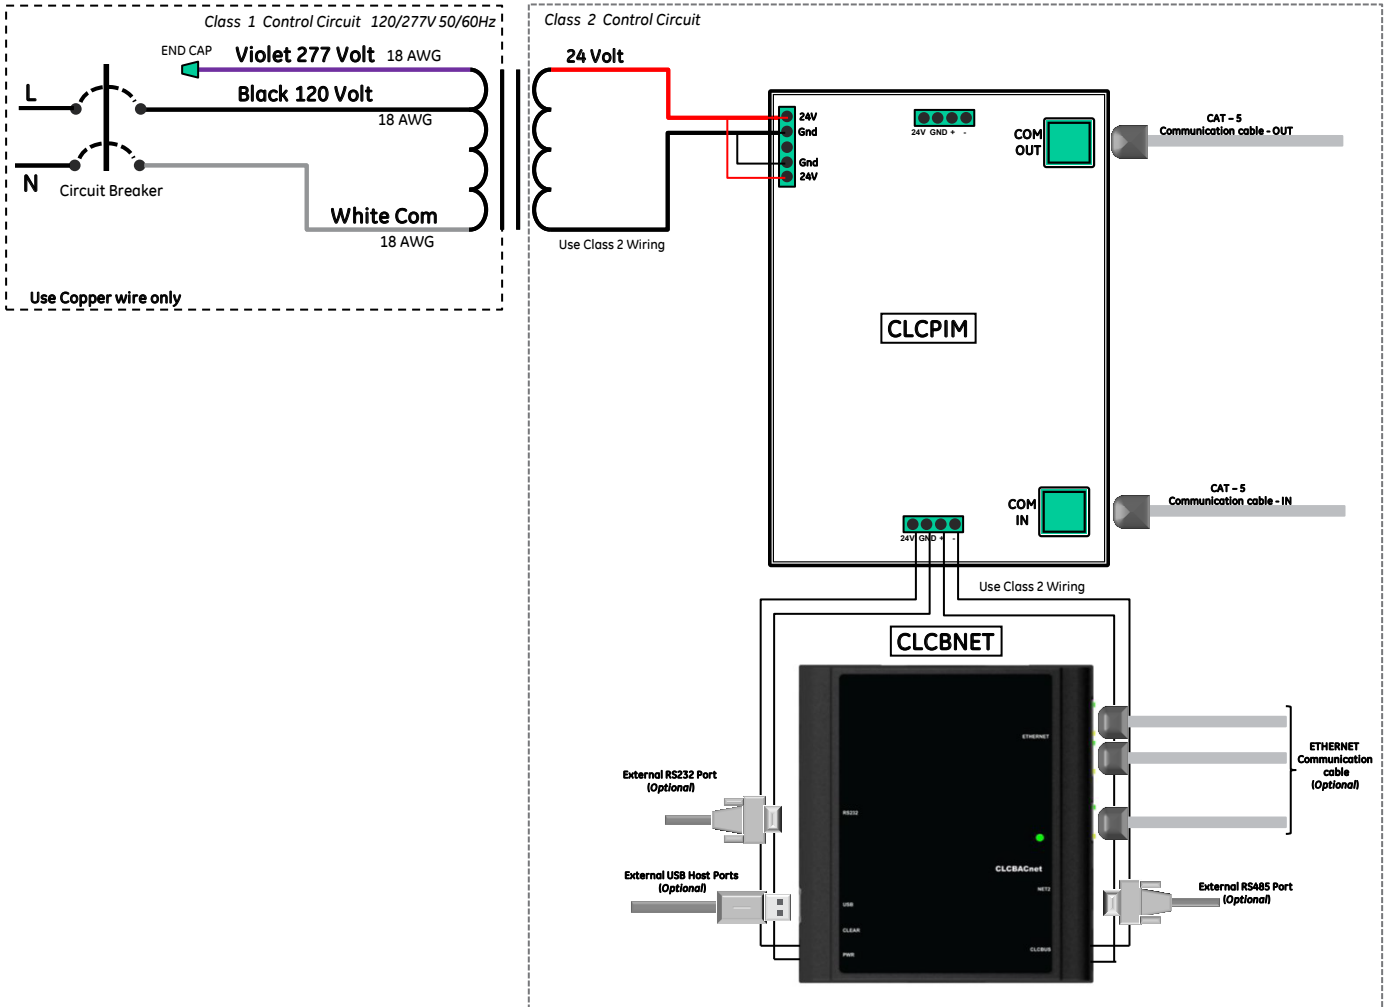 Class 1 Control Circuit 120/277V 50/60Hz
END CAP
Violet 277 Volt 18 AWG
L
Black 120 Volt
18 AWG
N
Circuit Breaker
White Com
18 AWG
Use Copper wire only
Class 2 Control Circuit
24 Volt
Use Class 2 Wiring
24V
Gnd
Gnd
24V
24V GND + -
COM
OUT
CAT – 5
Communication cable - OUT
CLCPIM
COM
IN
CAT – 5
Communication cable - IN
24V GND + -
Use Class 2 Wiring
CLCBNET
ETHERNET
RS232
CLCBACnet
NET2
USB
CLEAR
PWR
CLCBUS
External RS232 Port
(Optional)
External USB Host Ports
(Optional)
ETHERNET
Communication
cable
(Optional)
External RS485 Port
(Optional)